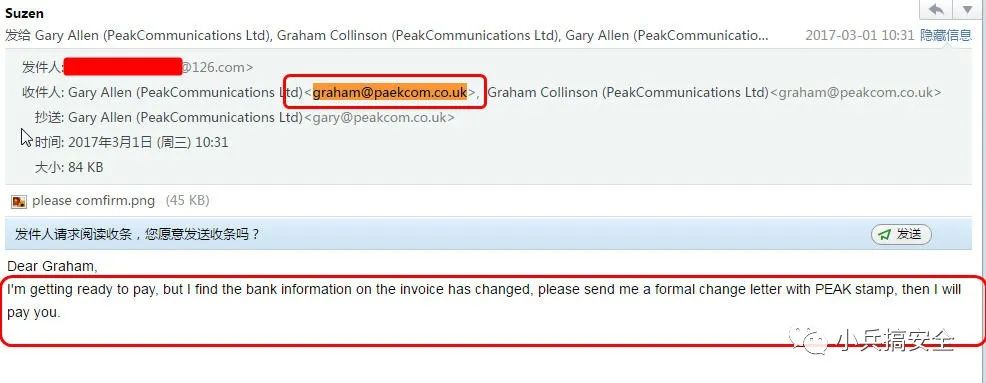 Suzen
发给 Gary Allen (PeakCommunications Ltd), Graham Collinson (PeakCommunications Ltd), Gary Allen (PeakCommunicatio... 2017-03-01 10:31 隐藏信息
发件人: @126.com>
收件人: Gary Allen (PeakCommunications Ltd)<graham@paekcom.co.uk>, Graham Collinson (PeakCommunications Ltd)<graham@peakcom.co.uk>
抄送: Gary Allen (PeakCommunications Ltd)<gary@peakcom.co.uk>
时间: 2017年3月1日 (周三) 10:31
大小: 84 KB
please comfirm.png (45 KB)
发件人请求阅读收条，您愿意发送收条吗？ 发送
Dear Graham,
I'm getting ready to pay, but I find the bank information on the invoice has changed, please send me a formal change letter with PEAK stamp, then I will
pay you.
小兵搞安全